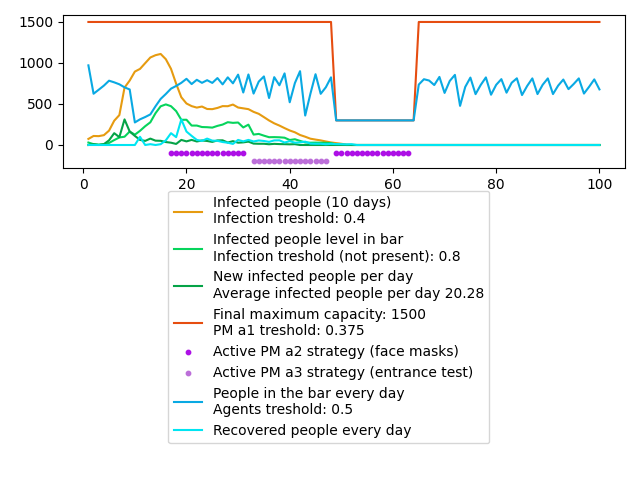 1500
1000
500
0
0
20
40
60
80
100
Infected people (10 days)
Infection treshold: 0.4
Infected people level in bar
Infection treshold (not present): 0.8
New infected people per day
Average infected people per day 20.28
Final maximum capacity: 1500
PM a1 treshold: 0.375
Active PM a2 strategy (face masks)
Active PM a3 strategy (entrance test)
People in the bar every day
Agents treshold: 0.5
Recovered people every day